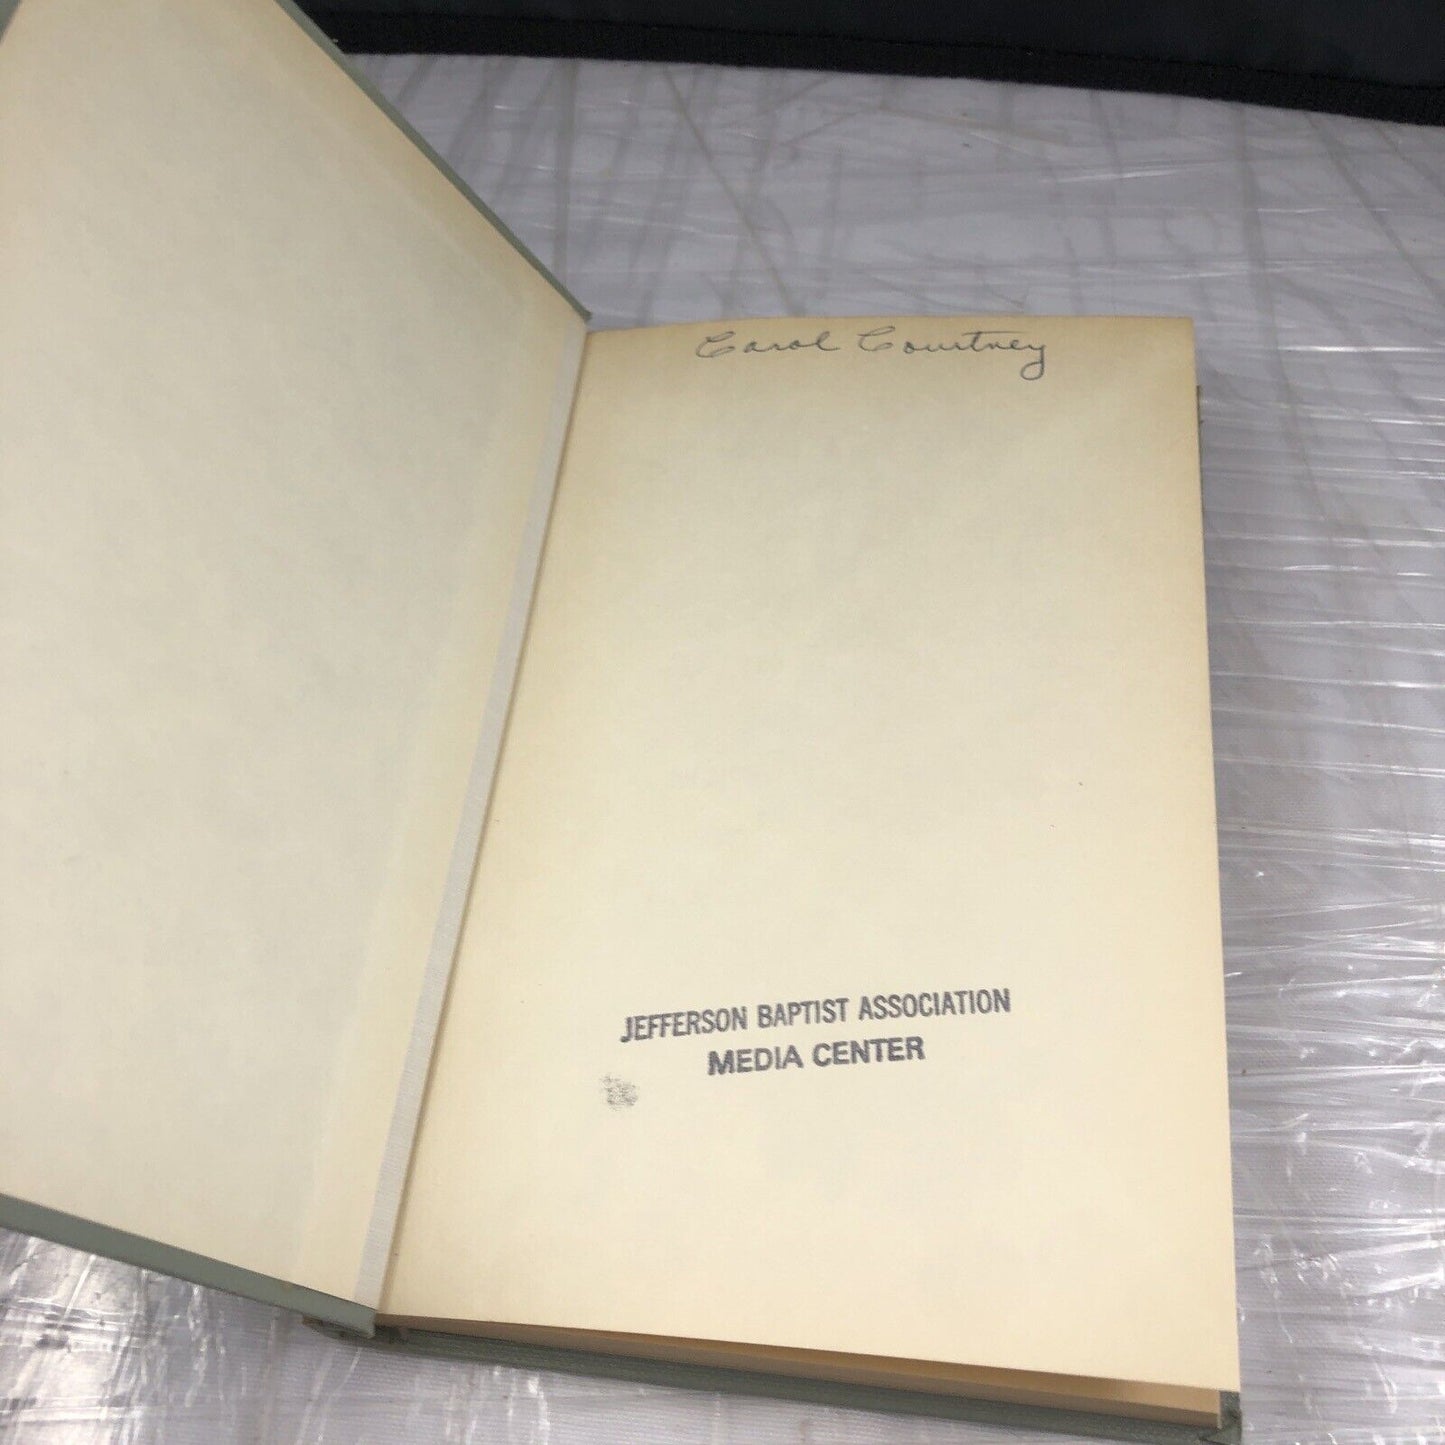 Carol Courtney
JEFFERSON BAPTIST ASSOCIATION
MEDIA CENTER